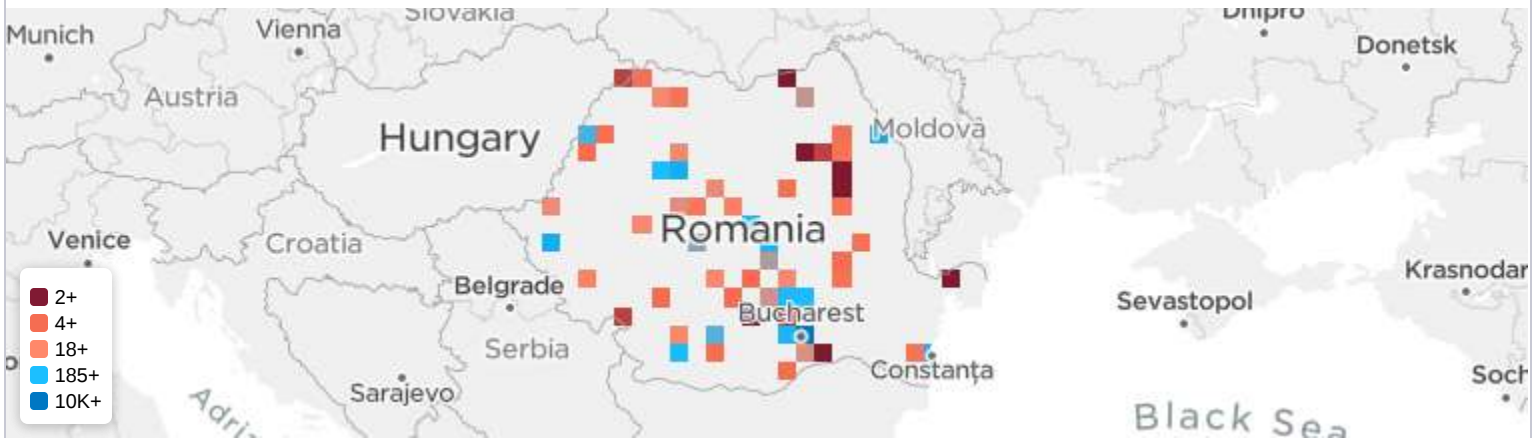 Slovakia
Dnipro
Munich
Vienna
Donetsk
Austria
Hungary
Moldova
Romania
Venice
Croatia
Belgrade
Krasnodar
2+
Sevastopol
4+
Bucharest
18+
Serbia
185+
Constanța
Soch
Sarajevo
10K+
Adria
Black Sea